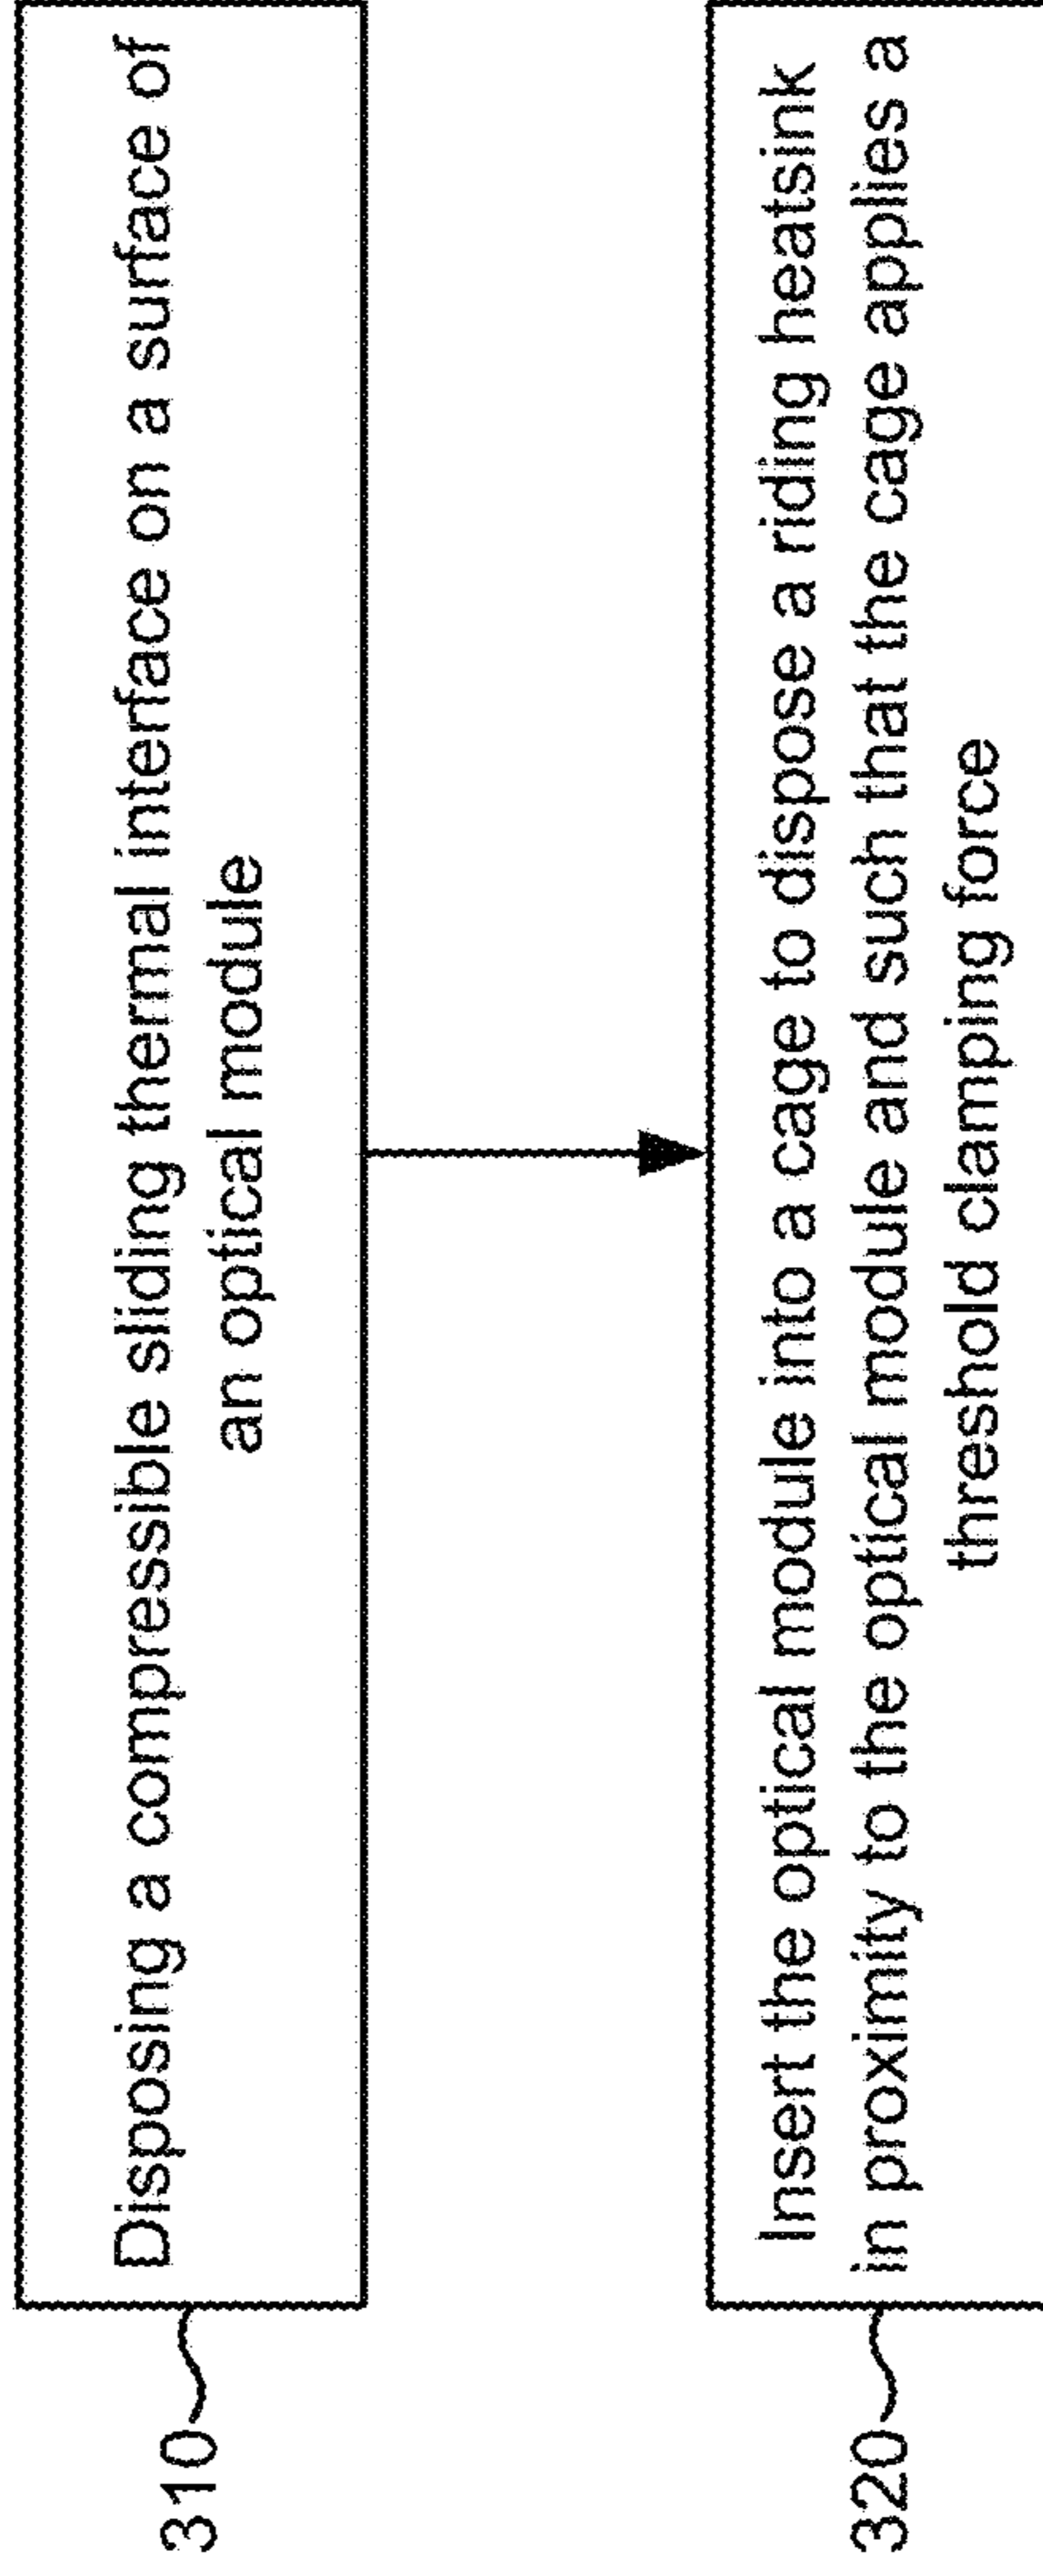 310
Disposing a compressible sliding thermal interface on a surface of
an optical module
320
Insert the optical module into a cage to dispose a riding heatsink
in proximity to the optical module and such that the cage applies a
threshold clamping force